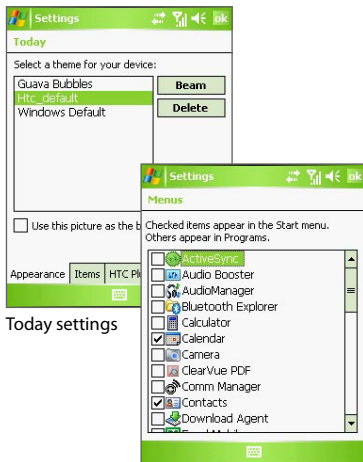 Settings
ok
Today
Select a theme for your device:
Guava Bubbles
Htc_default
Windows Default
Beam
Delete
Use this picture as the b
Appearance
Items
HTC
Today settings
Settings
ok
Menus
Checked items appear in the Start menu.
Others appear in Programs.
ActiveSync
Audio Booster
AudioManager
Bluetooth Explorer
Calculator
Calendar
Camera
ClearVue PDF
Comm Manager
Contacts
Download Agent